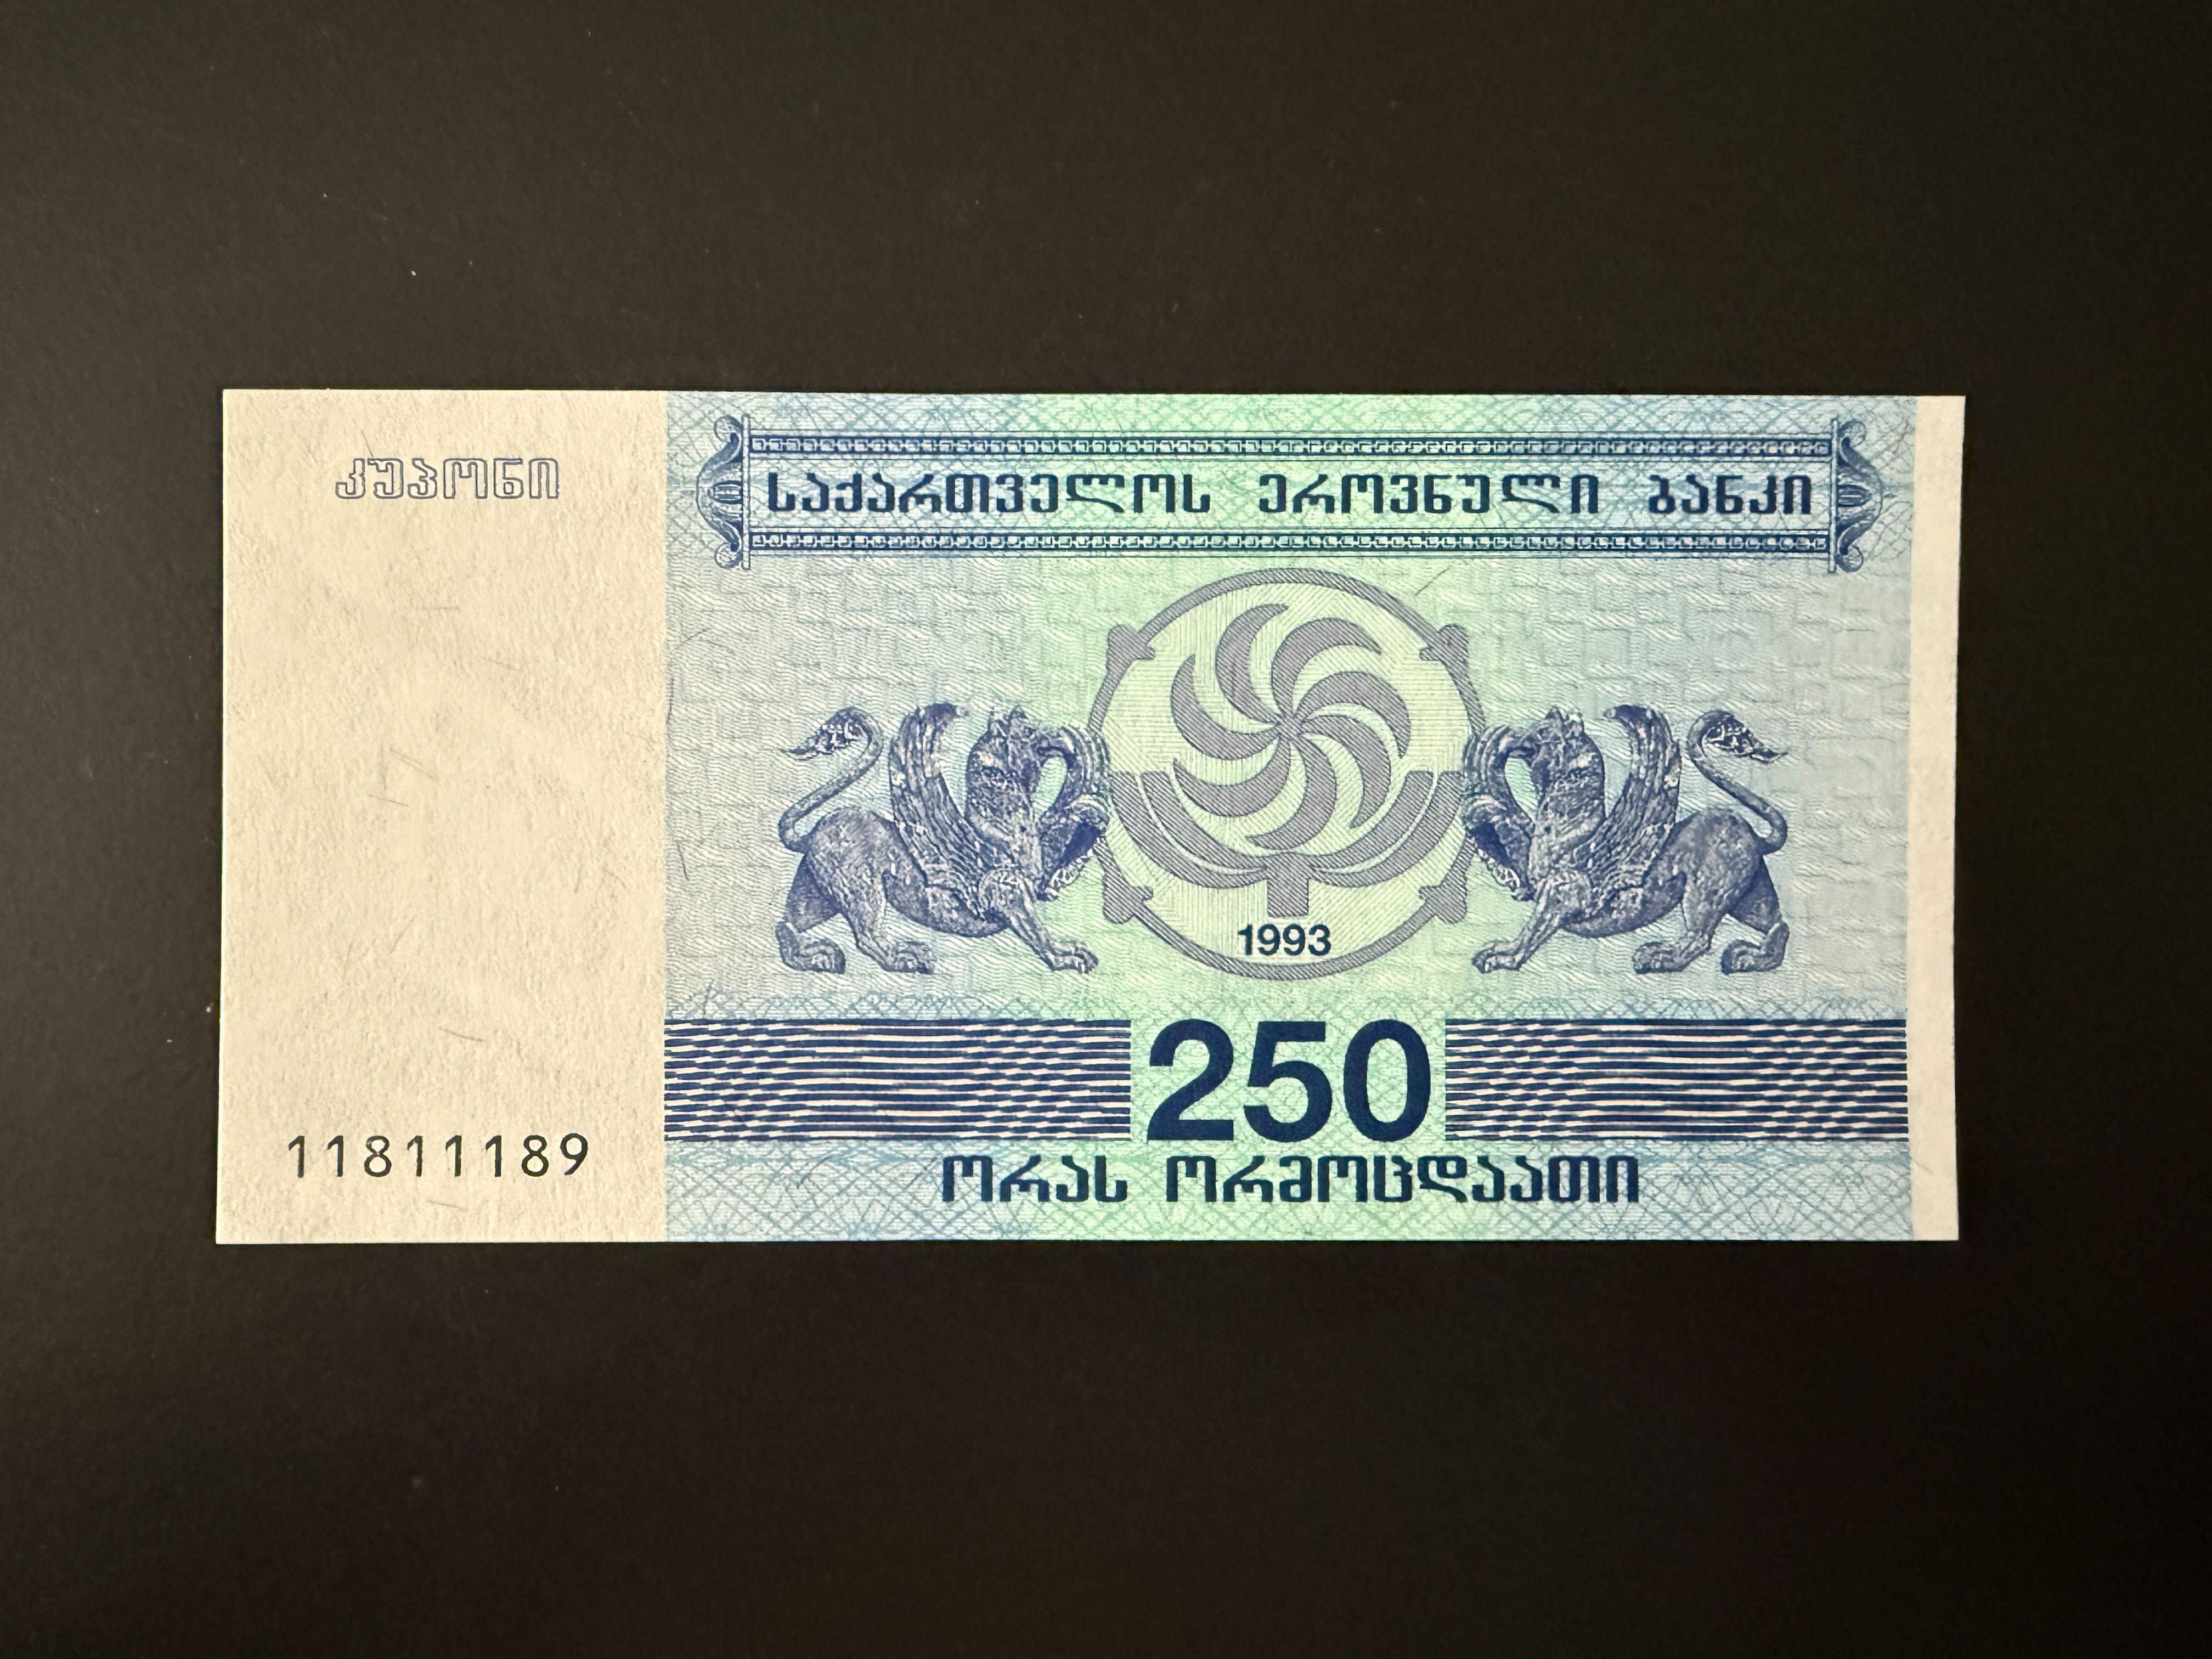 კუპონი
საქართველოს ეროვნული ბანკი
1993
250
11811189
ორას ორმოცდაათი